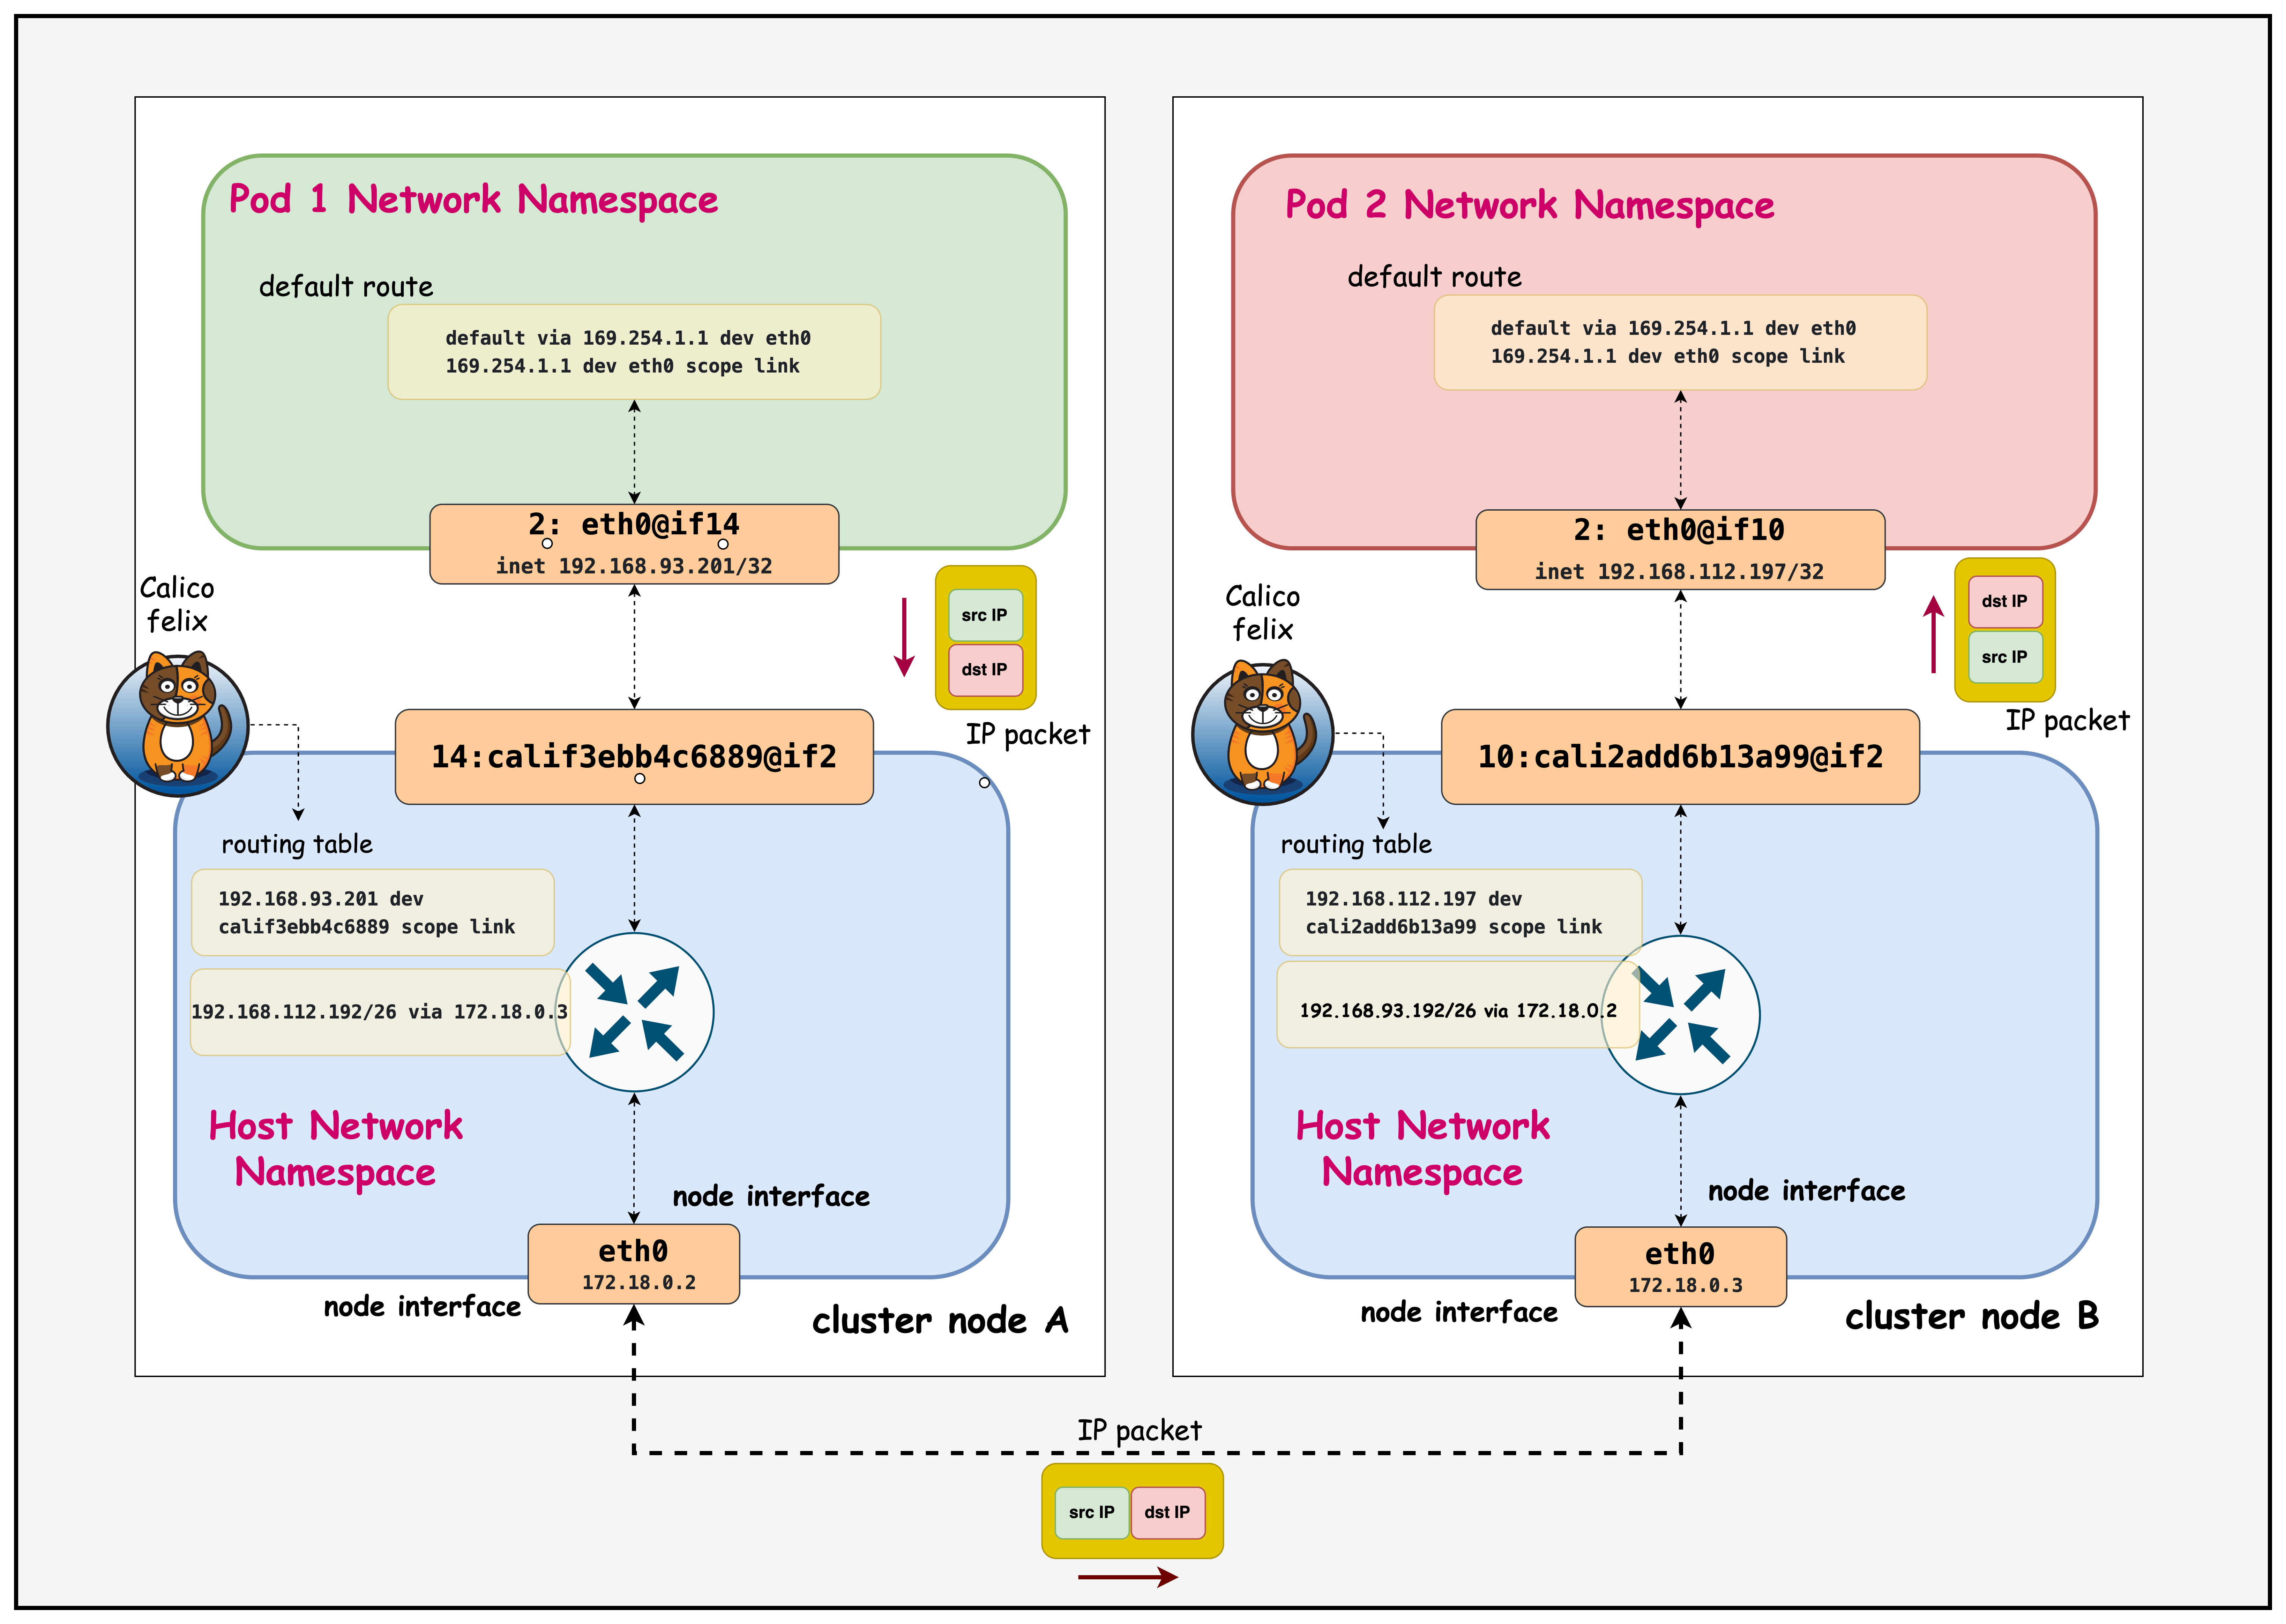 Pod 1 Network Namespace
default route
default via 169.254.1.1 dev eth0
169.254.1.1 dev eth0 scope link
2: eth0@if14
inet 192.168.93.201/32
Calico
felix
src IP
dst IP
IP packet
14:calif3ebb4c6889@if2
routing table
192.168.93.201 dev
calif3ebb4c6889 scope link
192.168.112.192/26 via 172.18.0.3
Host Network
Namespace
node interface
eth0
172.18.0.2
node interface
cluster node A
Pod 2 Network Namespace
default route
default via 169.254.1.1 dev eth0
169.254.1.1 dev eth0 scope link
2: eth0@if10
inet 192.168.112.197/32
Calico
felix
dst IP
src IP
IP packet
10:cali2add6b13a99@if2
routing table
192.168.112.197 dev
cali2add6b13a99 scope link
192.168.93.192/26 via 172.18.0.2
Host Network
Namespace
node interface
eth0
172.18.0.3
node interface
cluster node B
IP packet
src IP
dst IP